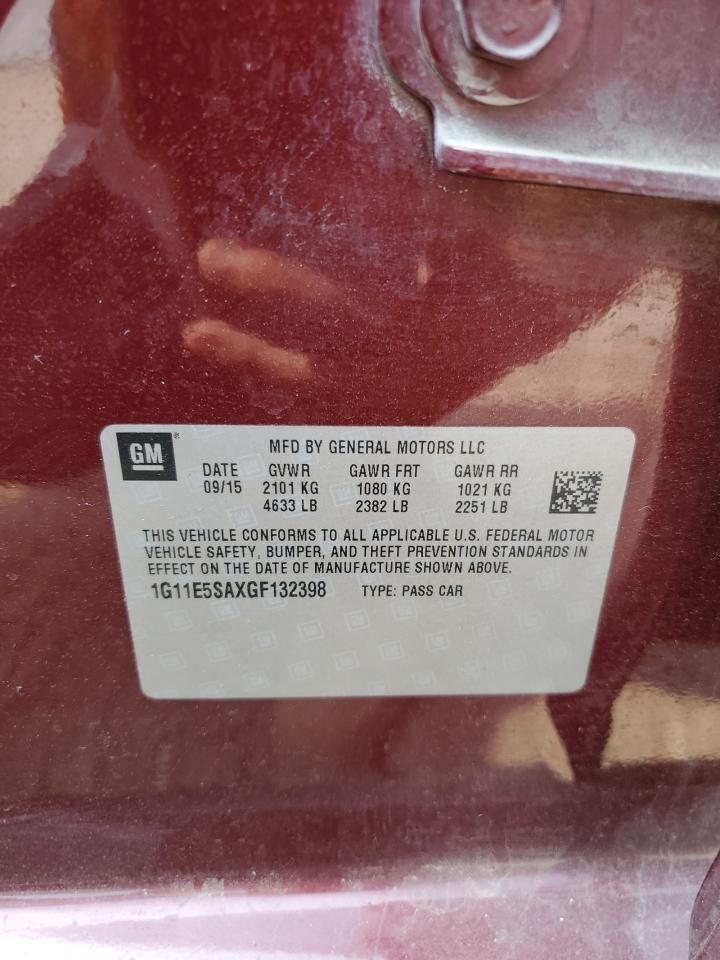 GM
MFD BY GENERAL MOTORS LLC
DATE GVWR GAWR FRT GAWR RR
09/15 2101 KG 1080 KG 1021 KG
4633 LB 2382 LB 2251 LB
THIS VEHICLE CONFORMS TO ALL APPLICABLE U.S. FEDERAL MOTOR
VEHICLE SAFETY, BUMPER, AND THEFT PREVENTION STANDARDS IN
EFFECT ON THE DATE OF MANUFACTURE SHOWN ABOVE.
1G11E5SAXGF132398 TYPE: PASS CAR